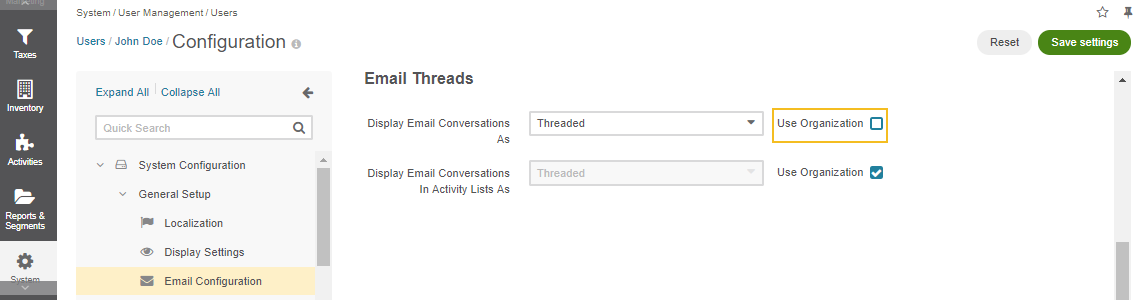 Marketing
Taxes
Inventory
Activities
Reports &
Segments
System
System / User Management / Users
Users / John Doe / Configuration
Reset
Save settings
Expand All
Collapse All
Quick Search
System Configuration
General Setup
Localization
Display Settings
Email Configuration
Email Threads
Display Email Conversations
As
Threaded
Use Organization
Display Email Conversations
In Activity Lists As
Threaded
Use Organization